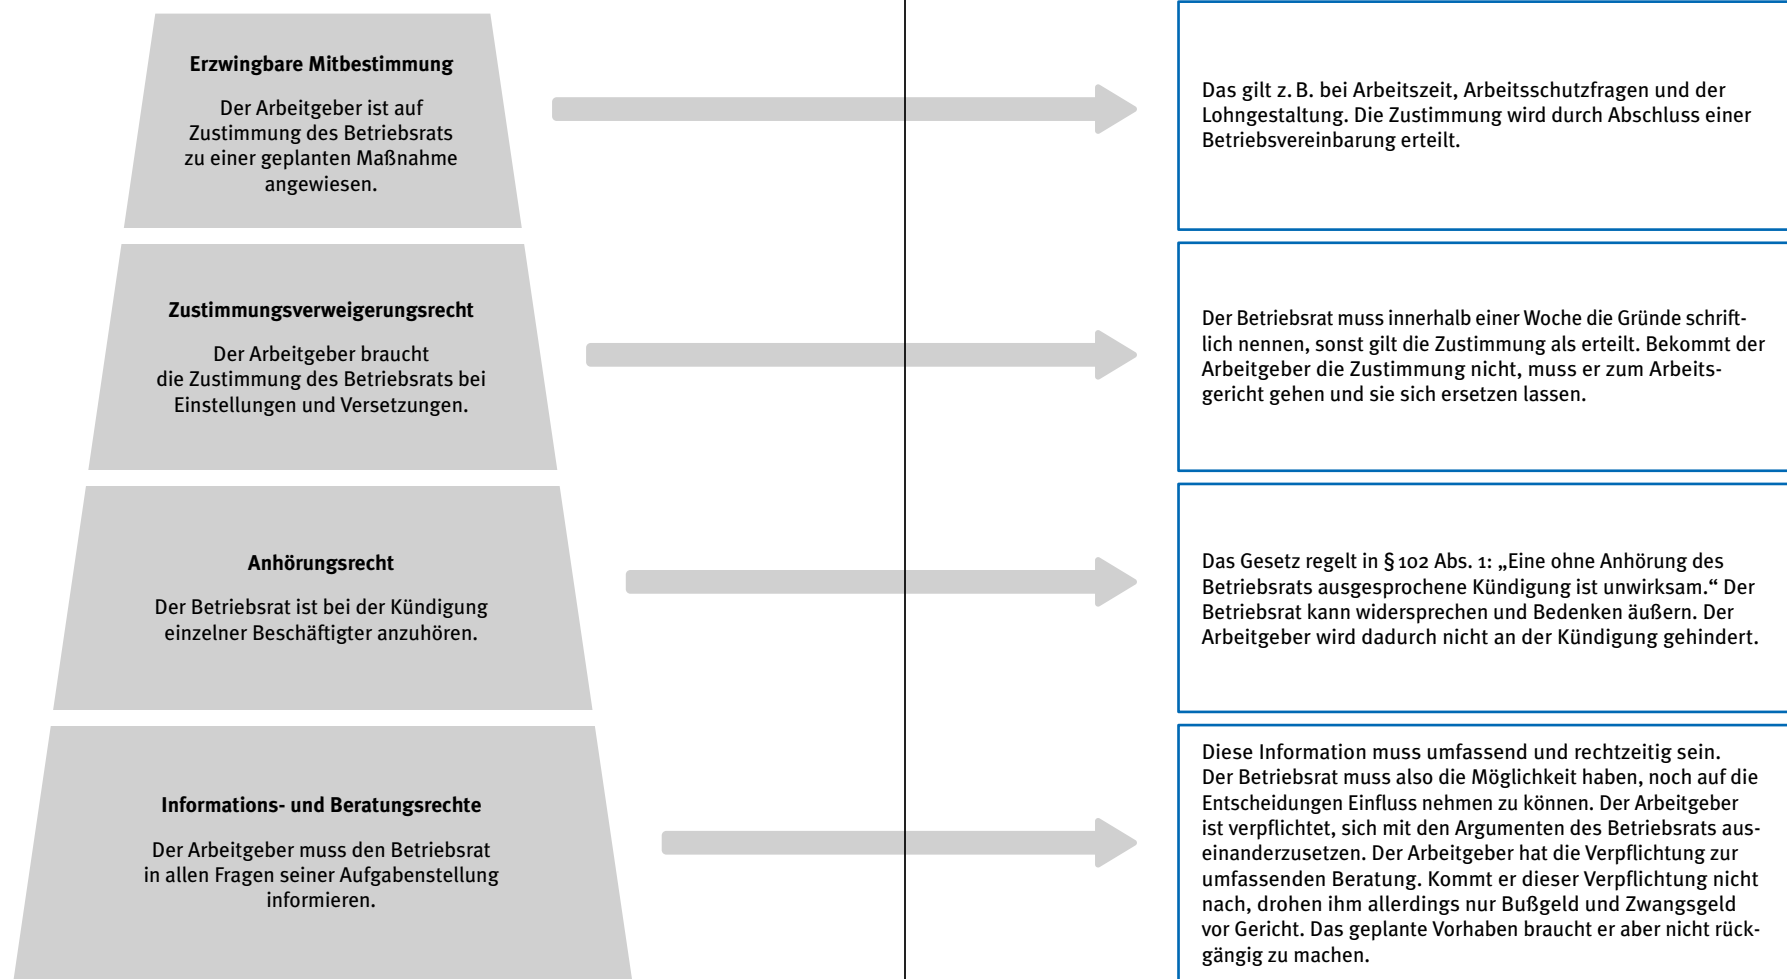 Erzwingbare Mitbestimmung
Der Arbeitgeber ist auf
Zustimmung des Betriebsrats
zu einer geplanten Maßnahme
angewiesen.
Das gilt z. B. bei Arbeitszeit, Arbeitsschutzfragen und der
Lohngestaltung. Die Zustimmung wird durch Abschluss einer
Betriebsvereinbarung erteilt.
Zustimmungsverweigerungsrecht
Der Arbeitgeber braucht
die Zustimmung des Betriebsrats bei
Einstellungen und Versetzungen.
Der Betriebsrat muss innerhalb einer Woche die Gründe schrift-
lich nennen, sonst gilt die Zustimmung als erteilt. Bekommt der
Arbeitgeber die Zustimmung nicht, muss er zum Arbeits-
gericht gehen und sie sich ersetzen lassen.
Anhörungsrecht
Der Betriebsrat ist bei der Kündigung
einzelner Beschäftigter anzuhören.
Das Gesetz regelt in § 102 Abs. 1: „Eine ohne Anhörung des
Betriebsrats ausgesprochene Kündigung ist unwirksam.“ Der
Betriebsrat kann widersprechen und Bedenken äußern. Der
Arbeitgeber wird dadurch nicht an der Kündigung gehindert.
Informations- und Beratungsrechte
Der Arbeitgeber muss den Betriebsrat
in allen Fragen seiner Aufgabenstellung
informieren.
Diese Information muss umfassend und rechtzeitig sein.
Der Betriebsrat muss also die Möglichkeit haben, noch auf die
Entscheidungen Einfluss nehmen zu können. Der Arbeitgeber
ist verpflichtet, sich mit den Argumenten des Betriebsrats aus-
einanderzusetzen. Der Arbeitgeber hat die Verpflichtung zur
umfassenden Beratung. Kommt er dieser Verpflichtung nicht
nach, drohen ihm allerdings nur Bußgeld und Zwangsgeld
vor Gericht. Das geplante Vorhaben braucht er aber nicht rück-
gängig zu machen.